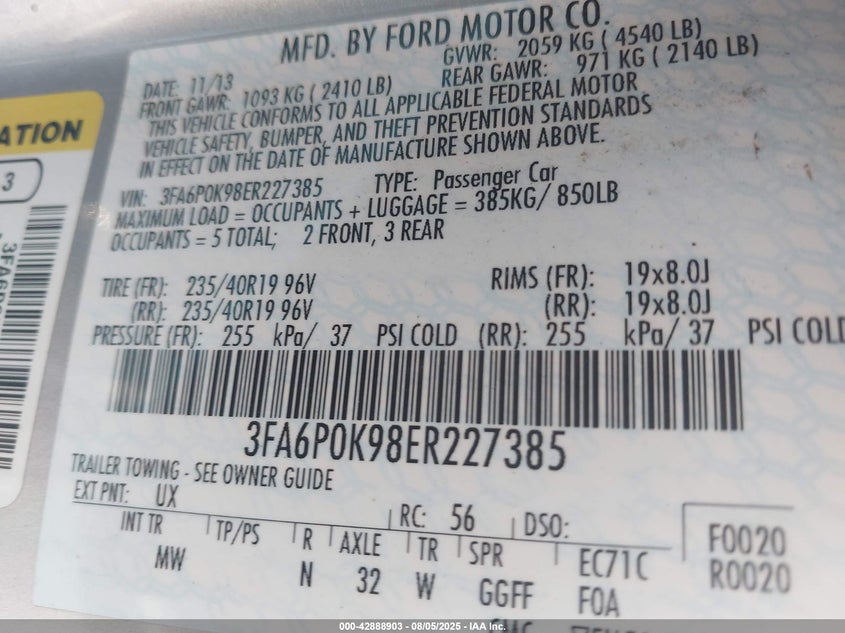 MFD. BY FORD MOTOR CO.
DATE: 11/13 GVWR: 2059 KG ( 4540 LB)
FRONT GAWR: 1093 KG ( 2410 LB) REAR GAWR: 971 KG ( 2140 LB)
THIS VEHICLE CONFORMS TO ALL APPLICABLE FEDERAL MOTOR
VEHICLE SAFETY, BUMPER, AND THEFT PREVENTION STANDARDS
IN EFFECT ON THE DATE OF MANUFACTURE SHOWN ABOVE.
VIN: 3FA6P0K98ER227385 TYPE: Passenger Car
MAXIMUM LOAD = OCCUPANTS + LUGGAGE = 385KG/ 850LB
OCCUPANTS = 5 TOTAL; 2 FRONT, 3 REAR
TIRE (FR): 235/40R19 96V RIMS (FR): 19x8.0J
(RR): 235/40R19 96V (RR): 19x8.0J
PRESSURE (FR): 255 kPa/ 37 PSI COLD (RR): 255 kPa/ 37 PSI COLD
3FA6P0K98ER227385
TRAILER TOWING - SEE OWNER GUIDE
EXT PNT: UX RC: 56 DSO:
INT TR TP/PS R AXLE TR SPR EC71C F0020
MW N 32 W GGFF F0A R0020
ATION
3
000-42888903 - 08/05/2025 - IAA Inc.